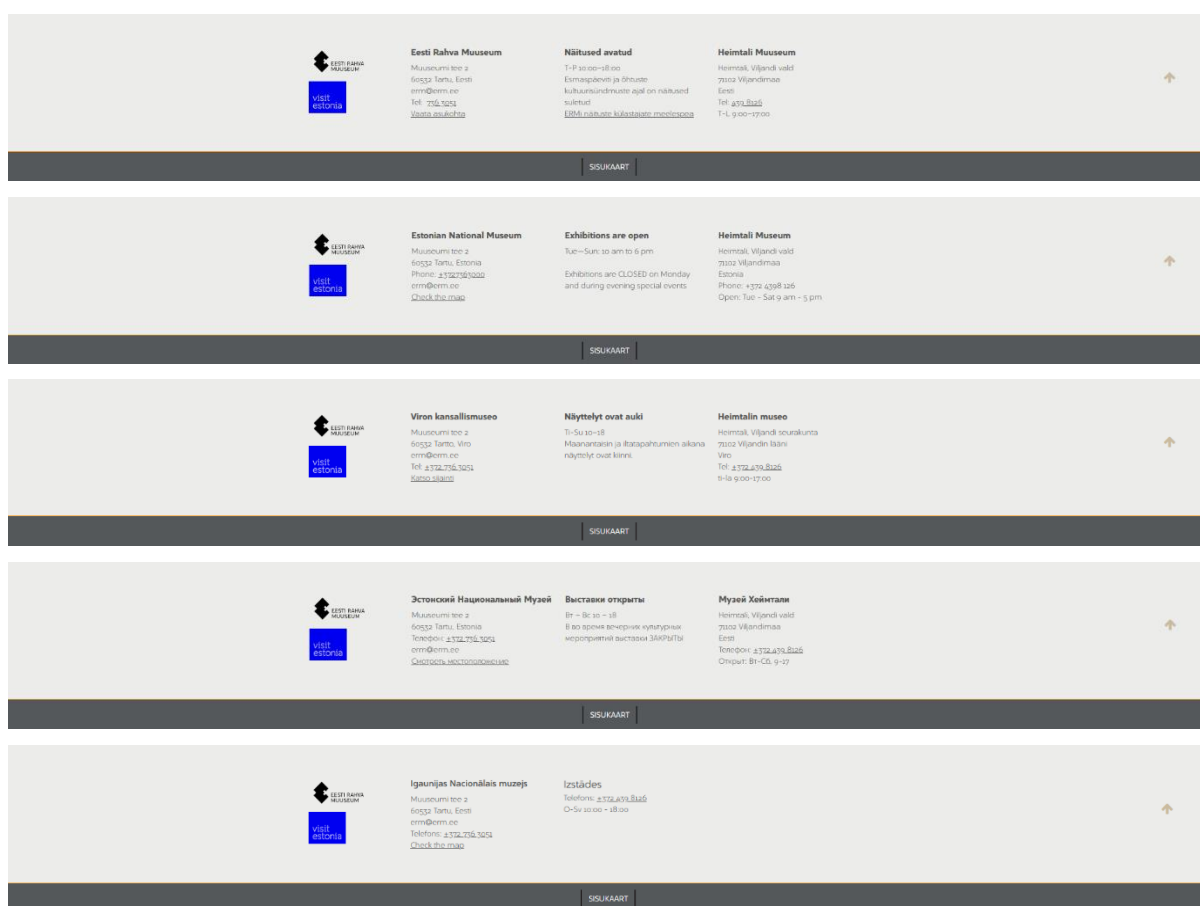 EESTI RAHVA
MUUSEUM
visit
estonia
Eesti Rahva Muuseum
Muuseumi tee 2
60532 Tartu, Eesti
erm@erm.ee
Tel: 736 3051
Vaata asukohta
Näitused avatud
T-P 10:00–18:00
Esmaspäeviti ja õhtuste
kultuurisündmuste ajal on näitused
suletud
ERMi näituste külastajate meelespea
Heimtali Muuseum
Heimtali, Viljandi vald
71102 Viljandimaa
Eesti
Tel: 439 8126
T-L 9:00–17:00
SISUKAART
EESTI RAHVA
MUUSEUM
visit
estonia
Estonian National Museum
Muuseumi tee 2
60532 Tartu, Estonia
Phone: +3727363000
erm@erm.ee
Check the map
Exhibitions are open
Tue—Sun: 10 am to 6 pm
Exhibitions are CLOSED on Monday
and during evening special events
Heimtali Museum
Heimtali, Viljandi vald
71102 Viljandimaa
Estonia
Phone: +372 4398 126
Open: Tue - Sat 9 am - 5 pm
SISUKAART
EESTI RAHVA
MUUSEUM
visit
estonia
Viron kansallismuseo
Muuseumi tee 2
60532 Tartto, Viro
erm@erm.ee
Tel: +372 736 3051
Katso sijainti
Näyttelyt ovat auki
Ti-Su 10–18
Maanantaisin ja iltatapahtumien aikana
näyttelyt ovat kiinni.
Heimtalin museo
Heimtali, Viljandi seurakunta
71102 Viljandin lääni
Viro
Tel: +372 439 8126
ti-la 9:00-17:00
SISUKAART
EESTI RAHVA
MUUSEUM
visit
estonia
Эстонский Национальный Музей
Muuseumi tee 2
60532 Tartu, Estonia
Телефон: +372 736 3051
erm@erm.ee
Смотреть местоположение
Выставки открыты
Вт – Вс 10 – 18
В во время вечерних культурных
мероприятий выставки ЗАКРЫТЫ
Музей Хеймтали
Heimtali, Viljandi vald
71102 Viljandimaa
Eesti
Телефон: +372 439 8126
Открыт: Вт-Сб, 9-17
SISUKAART
EESTI RAHVA
MUUSEUM
visit
estonia
Igaunijas Nacionālais muzejs
Muuseumi tee 2
60532 Tartu, Eesti
erm@erm.ee
Telefons: +372 736 3051
Check the map
Izstādes
Telefons: +372 439 8126
O-Sv 10:00 - 18:00
SISUKAART